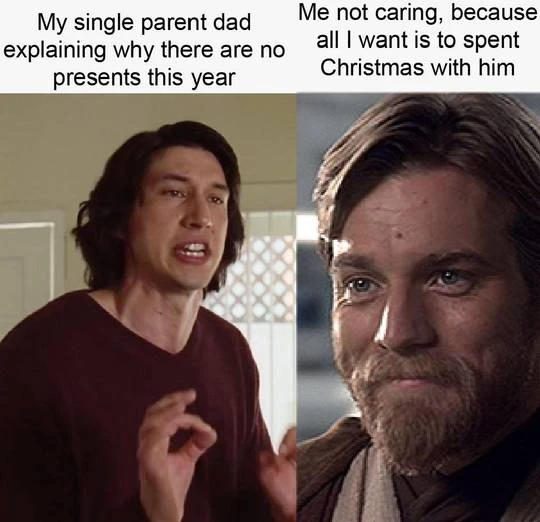 My single parent dad
explaining why there are no
presents this year
Me not caring, because
all I want is to spent
Christmas with him